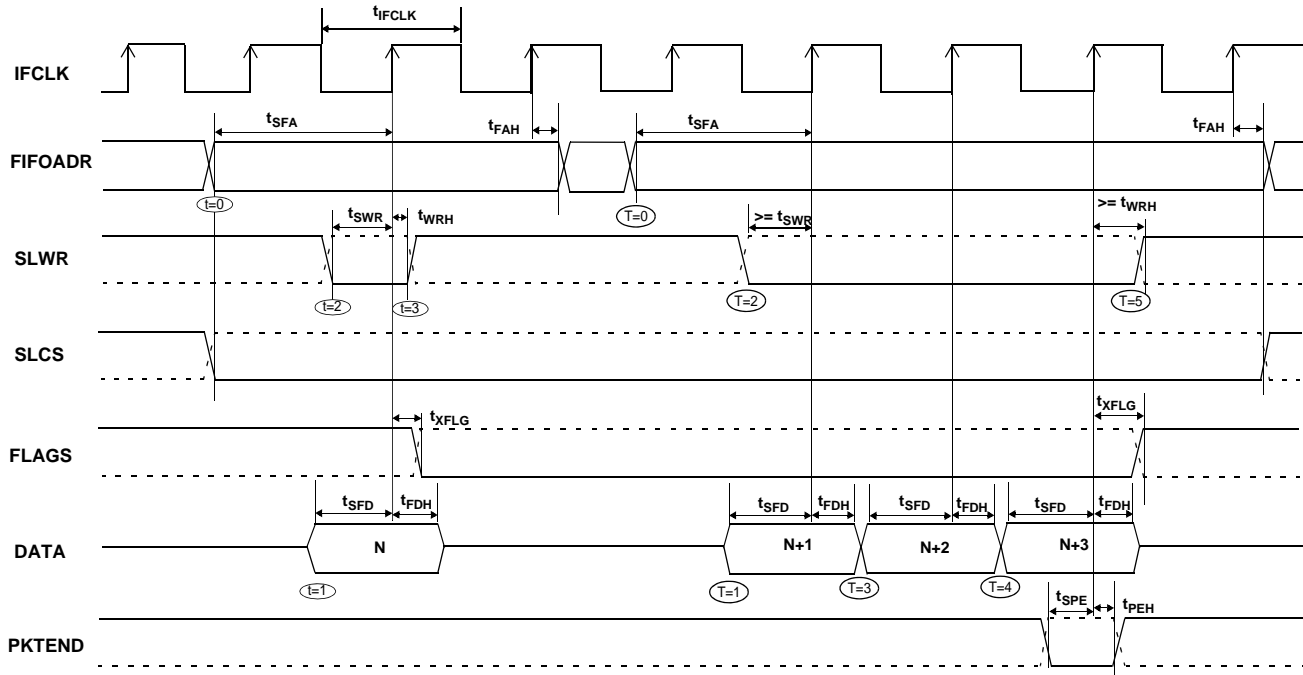 tIFCLK
IFCLK
tSFA tFAH tSFA tFAH
FIFOADR
t=0 tSWR tWRH T=0 >= tSWR >= tWRH
SLWR
t=2 t=3 T=2 T=5
SLCS
tXFLG tXFLG
FLAGS
tSFD tFDH tSFD tFDH tSFD tFDH tSFD tFDH
DATA N N+1 N+2 N+3
t=1 T=1 T=3 T=4
tSPE tPEH
PKTEND